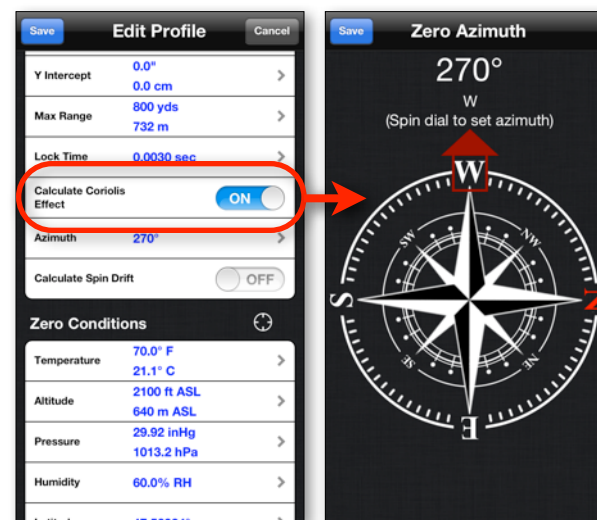 Save Edit Profile Cancel
Y Intercept 0.0"
0.0 cm
Max Range 800 yds
732 m
Lock Time 0.0030 sec
Calculate Coriolis
Effect ON
Azimuth 270°
Calculate Spin Drift OFF
Zero Conditions
Temperature 70.0° F
21.1° C
Altitude 2100 ft ASL
640 m ASL
Pressure 29.92 inHg
1013.2 hPa
Humidity 60.0% RH
Save Zero Azimuth
270°
W
(Spin dial to set azimuth)
W
SW NW
S N
SE NE
E